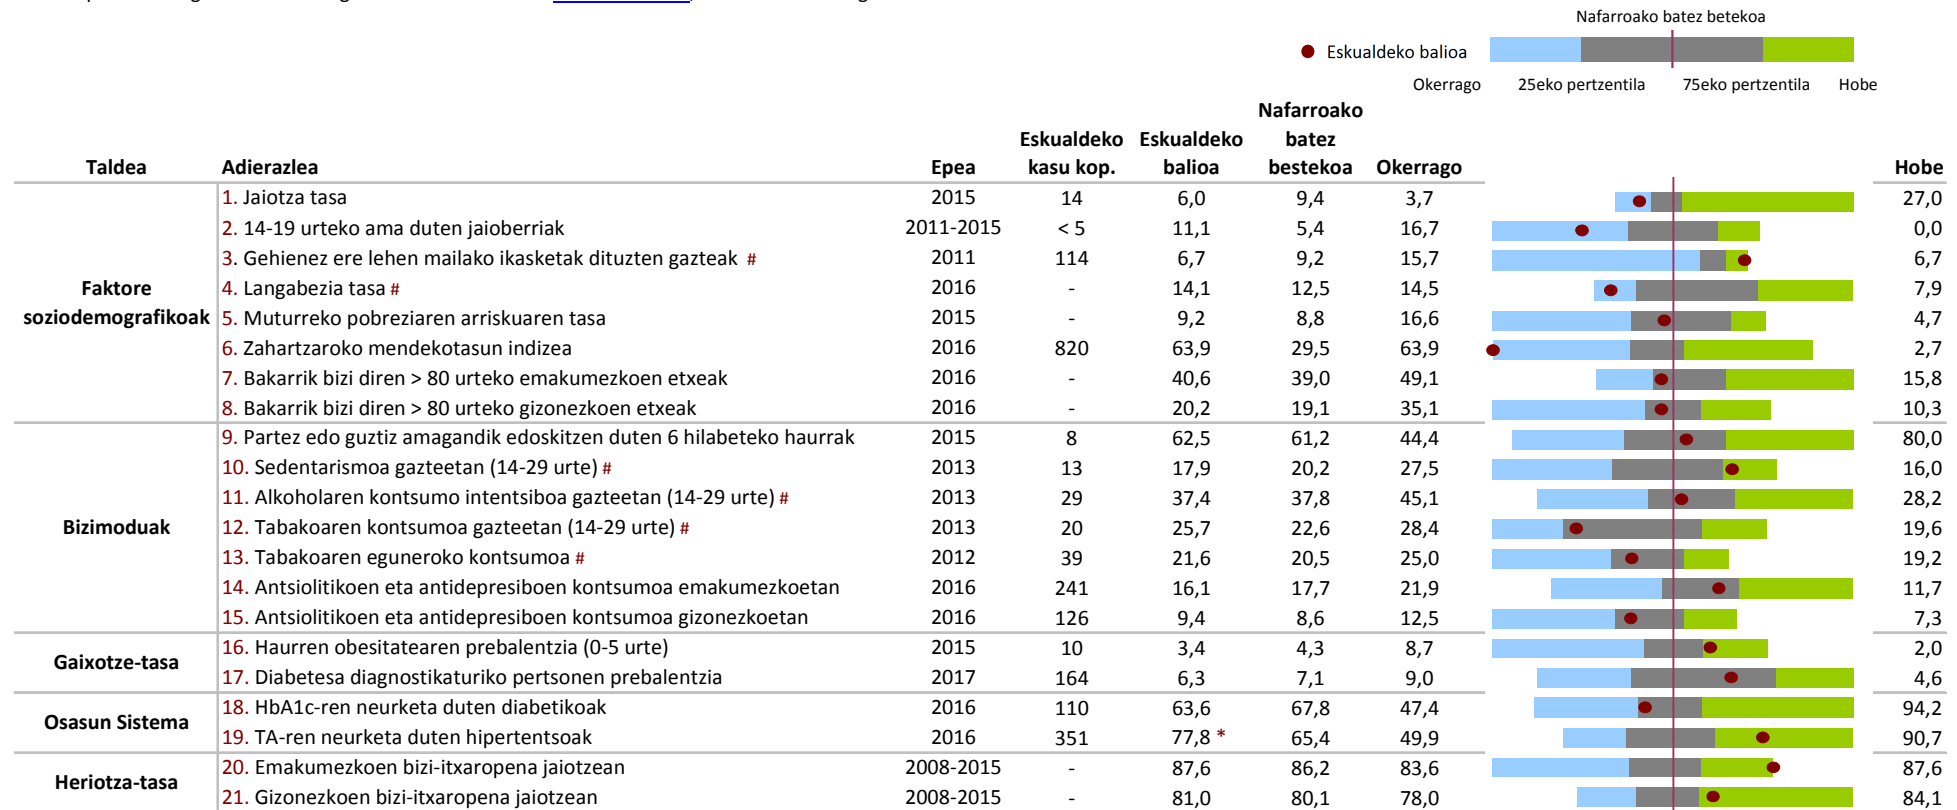 Nafarroako batez betekoa
Eskualdeko balioa
Okerrago 25eko pertzentila 75eko pertzentila Hobe
Taldea Adierazlea Epea Eskualdeko kasu kop. Eskualdeko balioa Nafarroako batez bestekoa Okerrago Hobe
Faktore soziodemografikoak
1. Jaiotza tasa 2015 14 6,0 9,4 3,7 27,0
2. 14-19 urteko ama duten jaioberriak 2011-2015 < 5 11,1 5,4 16,7 0,0
3. Gehienez ere lehen mailako ikasketak dituzten gazteak # 2011 114 6,7 9,2 15,7 6,7
4. Langabezia tasa # 2016 - 14,1 12,5 14,5 7,9
5. Muturreko pobreziaren arriskuaren tasa 2015 - 9,2 8,8 16,6 4,7
6. Zahartzaroko mendekotasun indizea 2016 820 63,9 29,5 63,9 2,7
7. Bakarrik bizi diren > 80 urteko emakumezkoen etxeak 2016 - 40,6 39,0 49,1 15,8
8. Bakarrik bizi diren > 80 urteko gizonezkoen etxeak 2016 - 20,2 19,1 35,1 10,3
Bizimoduak
9. Partez edo guztiz amagandik edoskitzen duten 6 hilabeteko haurrak 2015 8 62,5 61,2 44,4 80,0
10. Sedentarismoa gazteetan (14-29 urte) # 2013 13 17,9 20,2 27,5 16,0
11. Alkoholaren kontsumo intentsiboa gazteetan (14-29 urte) # 2013 29 37,4 37,8 45,1 28,2
12. Tabakoaren kontsumoa gazteetan (14-29 urte) # 2013 20 25,7 22,6 28,4 19,6
13. Tabakoaren eguneroko kontsumoa # 2012 39 21,6 20,5 25,0 19,2
14. Antsiolitikoen eta antidepresiboen kontsumoa emakumezkoetan 2016 241 16,1 17,7 21,9 11,7
15. Antsiolitikoen eta antidepresiboen kontsumoa gizonezkoetan 2016 126 9,4 8,6 12,5 7,3
Gaixotze-tasa
16. Haurren obesitatearen prebalentzia (0-5 urte) 2015 10 3,4 4,3 8,7 2,0
17. Diabetesa diagnostikaturiko pertsonen prebalentzia 2017 164 6,3 7,1 9,0 4,6
Osasun Sistema
18. HbA1c-ren neurketa duten diabetikoak 2016 110 63,6 67,8 47,4 94,2
19. TA-ren neurketa duten hipertentsoak 2016 351 77,8 * 65,4 49,9 90,7
Heriotza-tasa
20. Emakumezkoen bizi-itxaropena jaiotzean 2008-2015 - 87,6 86,2 83,6 87,6
21. Gizonezkoen bizi-itxaropena jaiotzean 2008-2015 - 81,0 80,1 78,0 84,1